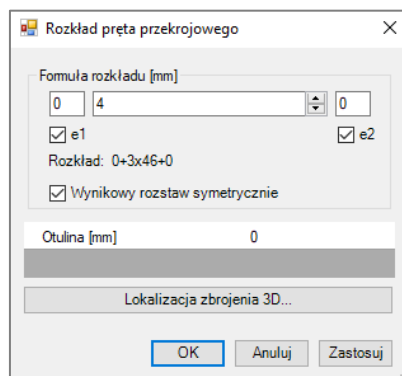 Rozkład pręta przekrojowego
Formuła rozkładu [mm]
0 4 0
e1 e2
Rozkład: 0+3x46+0
Wynikowy rozstaw symetrycznie
Otulina [mm] 0
Lokalizacja zbrojenia 3D...
OK Anuluj Zastosuj